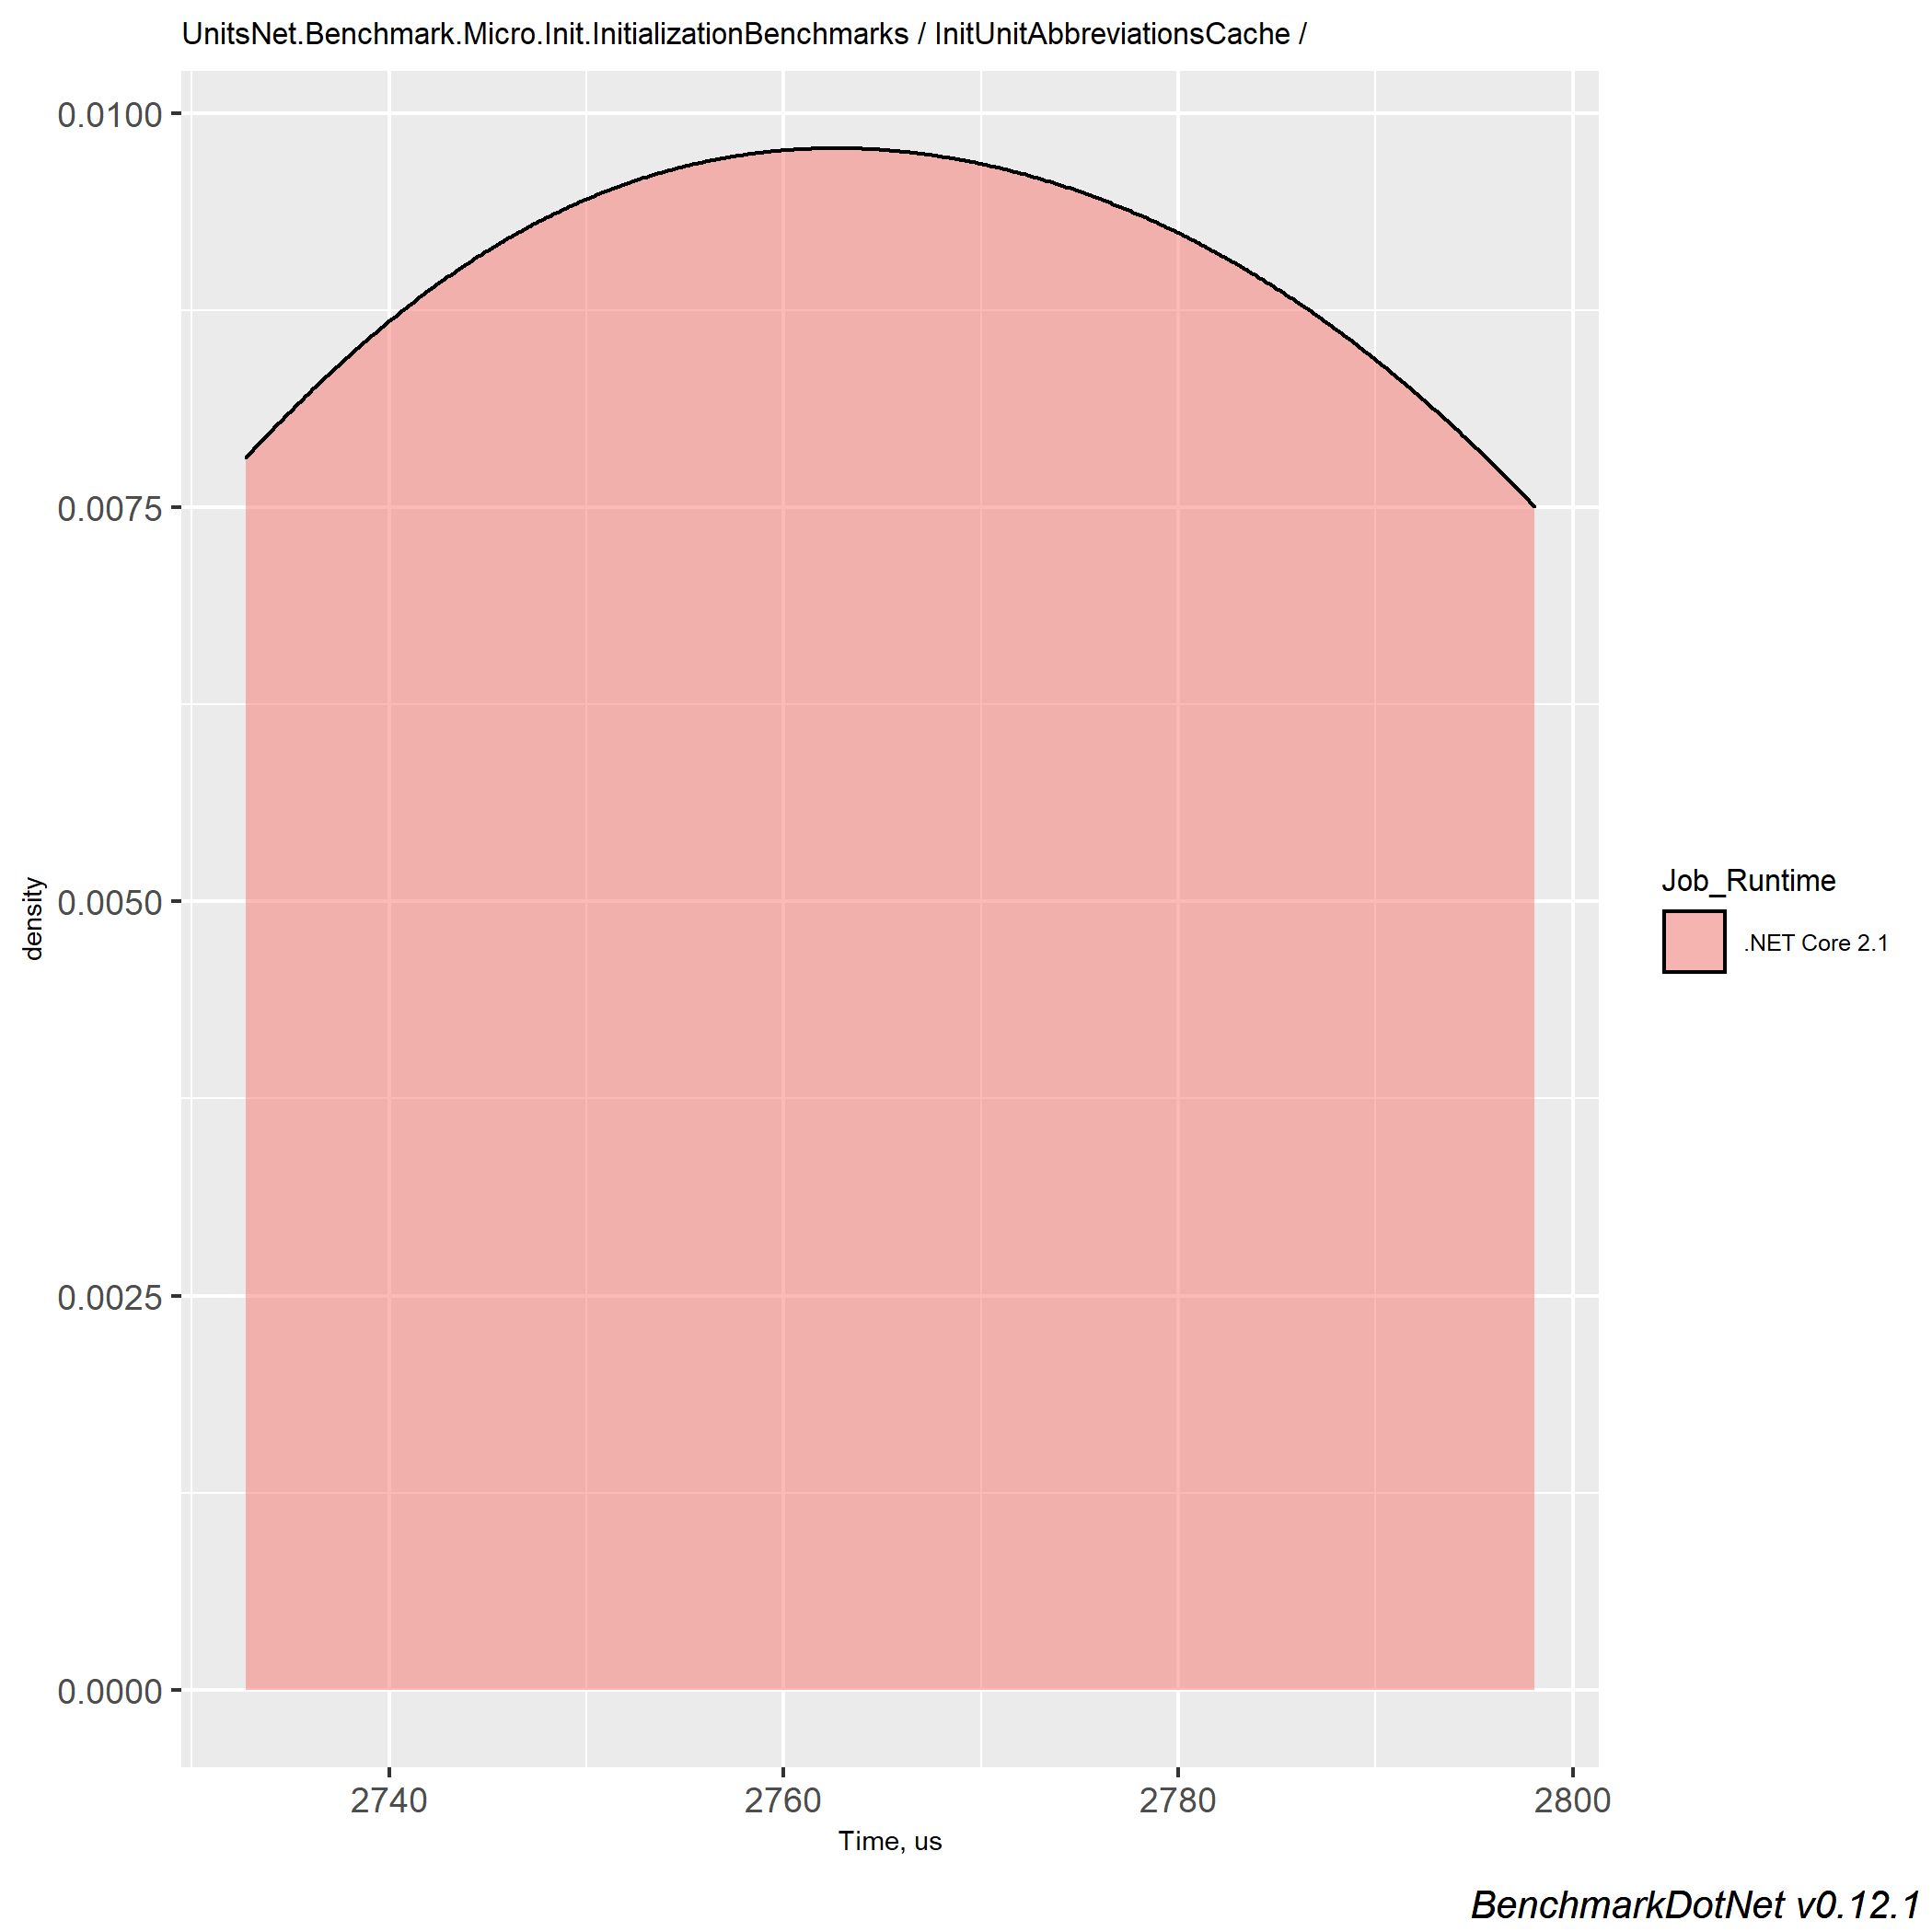 UnitsNet.Benchmark.Micro.Init.InitializationBenchmarks / InitUnitAbbreviationsCache /
0.0100
0.0075
0.0050
0.0025
0.0000
density
2740 2760 2780 2800
Time, us
Job_Runtime
.NET Core 2.1
BenchmarkDotNet v0.12.1